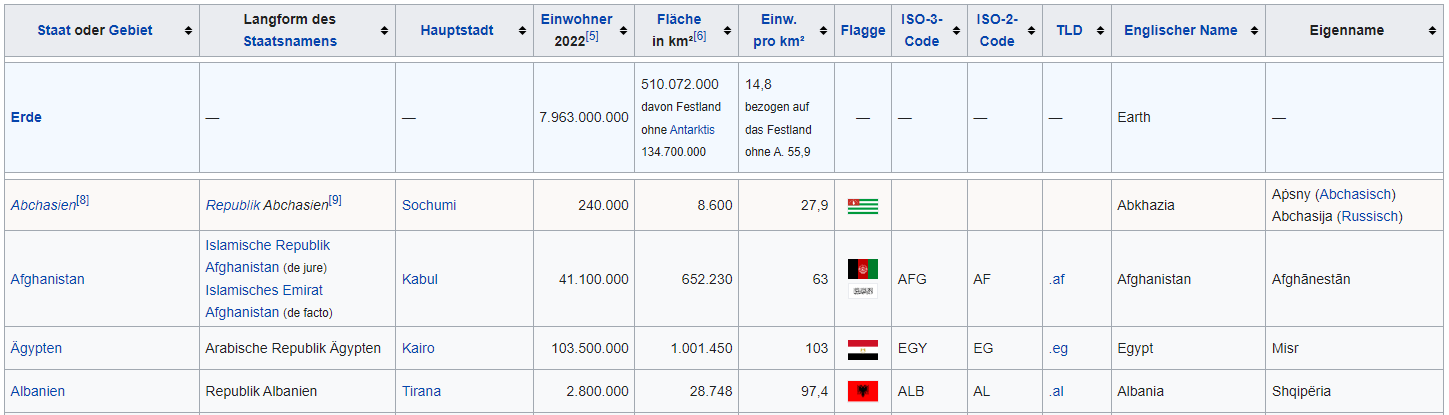 Staat oder Gebiet
Langform des
Staatsnamens
Hauptstadt
Einwohner
2022[5]
Fläche
in km²[6]
Einw.
pro km²
Flagge
ISO-3-
Code
ISO-2-
Code
TLD
Englischer Name
Eigenname
Erde
—
—
7.963.000.000
510.072.000
davon Festland
ohne Antarktis
134.700.000
14,8
bezogen auf
das Festland
ohne A. 55,9
—
—
—
—
Earth
—
Abchasien[8]
Republik Abchasien[9]
Sochumi
240.000
8.600
27,9
Abkhazia
Aṗsny (Abchasisch)
Abchasija (Russisch)
Afghanistan
Islamische Republik
Afghanistan (de jure)
Islamisches Emirat
Afghanistan (de facto)
Kabul
41.100.000
652.230
63
AFG
AF
.af
Afghanistan
Afghānestān
Ägypten
Arabische Republik Ägypten
Kairo
103.500.000
1.001.450
103
EGY
EG
.eg
Egypt
Misr
Albanien
Republik Albanien
Tirana
2.800.000
28.748
97,4
ALB
AL
.al
Albania
Shqipëria